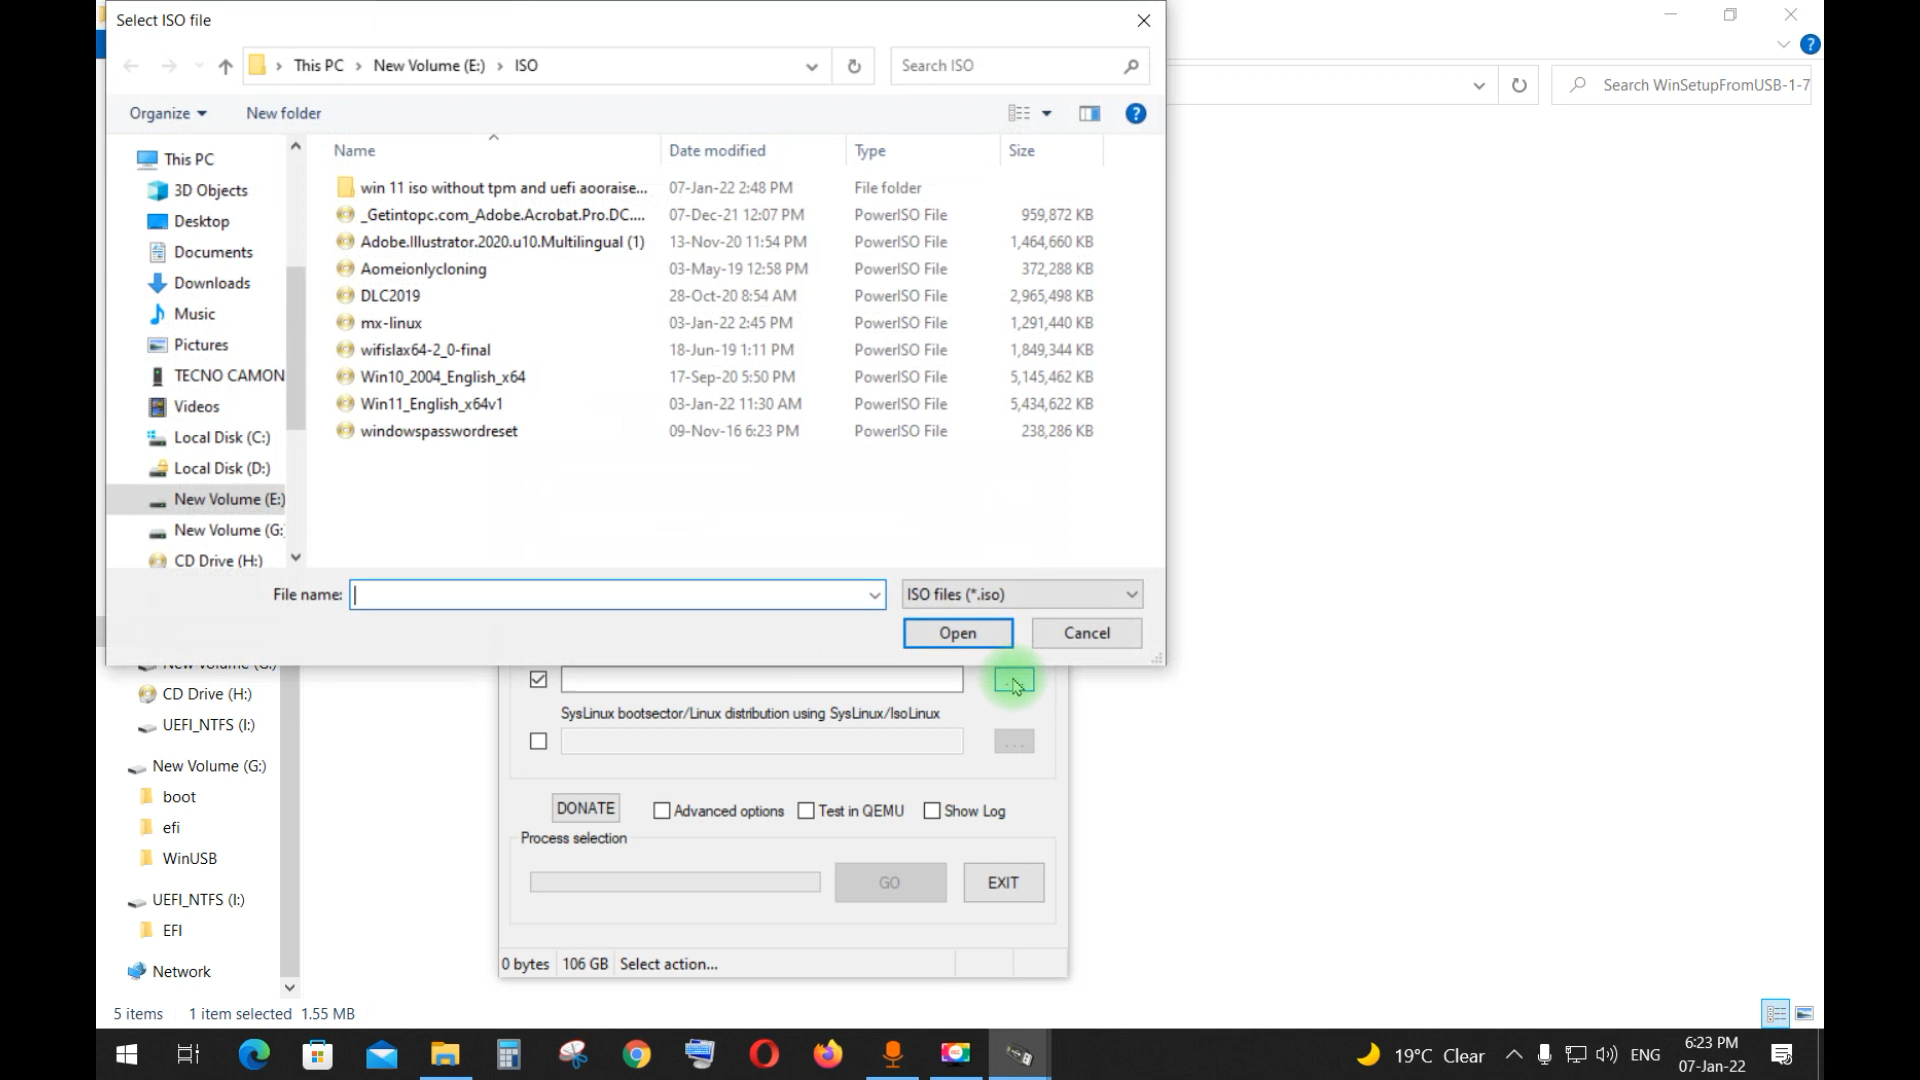 Select ISO file
This PC > New Volume (E:) > ISO
Search ISO
Search WinSetupFromUSB-1-7
Organize
New folder
Name
Date modified
Type
Size
win 11 iso without tpm and uefi aooraise... 07-Jan-22 2:48 PM File folder
_Getintopc.com_Adobe.Acrobat.Pro.DC.... 07-Dec-21 12:07 PM PowerISO File 959,872 KB
Adobe.Illustrator.2020.u10.Multilingual (1) 13-Nov-20 11:54 PM PowerISO File 1,464,660 KB
Aomeionlycloning 03-May-19 12:58 PM PowerISO File 372,288 KB
DLC2019 28-Oct-20 8:54 AM PowerISO File 2,965,498 KB
mx-linux 03-Jan-22 2:45 PM PowerISO File 1,291,440 KB
wifislax64-2_0-final 18-Jun-19 1:11 PM PowerISO File 1,849,344 KB
Win10_2004_English_x64 17-Sep-20 5:50 PM PowerISO File 5,145,462 KB
Win11_English_x64v1 03-Jan-22 11:30 AM PowerISO File 5,434,622 KB
windowspasswordreset 09-Nov-16 6:23 PM PowerISO File 238,286 KB
This PC
3D Objects
Desktop
Documents
Downloads
Music
Pictures
TECNO CAMON
Videos
Local Disk (C:)
Local Disk (D:)
New Volume (E:)
New Volume (G:
CD Drive (H:)
File name:
ISO files (*.iso)
Open
Cancel
New Volume (G:)
CD Drive (H:)
UEFI_NTFS (I:)
New Volume (G:)
boot
efi
WinUSB
UEFI_NTFS (I:)
EFI
Network
...
SysLinux bootsector/Linux distribution using SysLinux/IsoLinux
...
DONATE
Advanced options
Test in QEMU
Show Log
Process selection
GO
EXIT
0 bytes 106 GB Select action...
5 items 1 item selected 1.55 MB
19°C Clear
ENG
6:23 PM
07-Jan-22